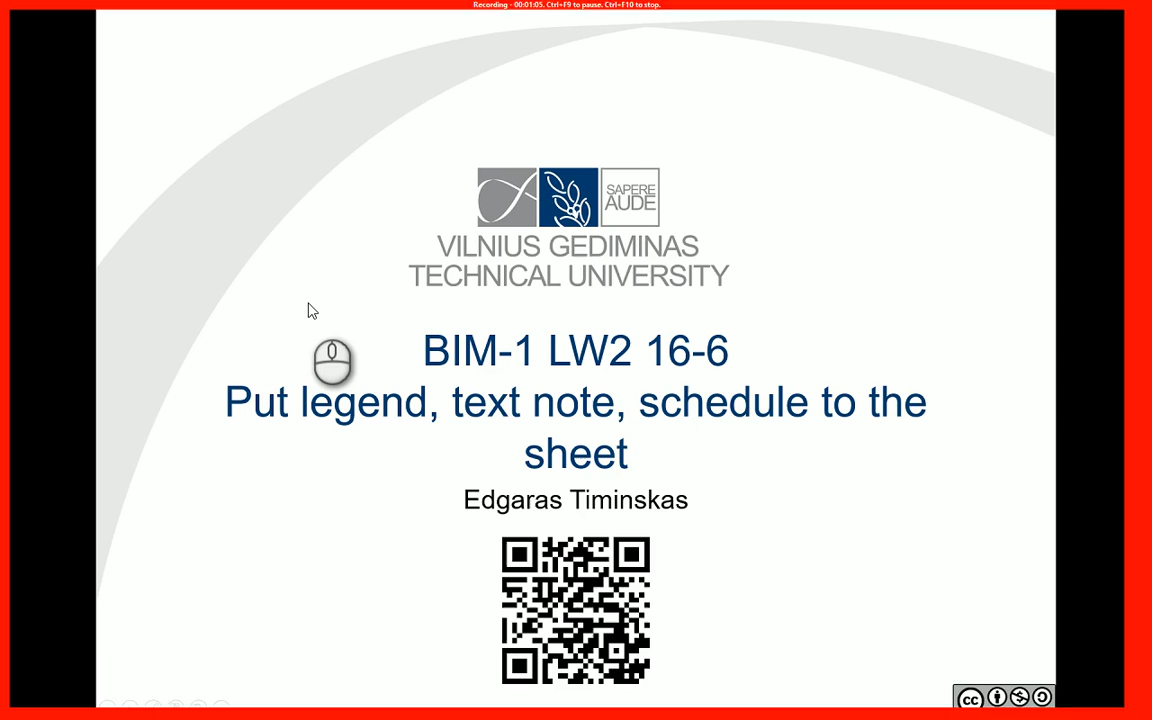 Recording - 00:01:05. Ctrl+F9 to pause. Ctrl+F10 to stop.
SAPERE
AUDE
VILNIUS GEDIMINAS
TECHNICAL UNIVERSITY
BIM-1 LW2 16-6
Put legend, text note, schedule to the
sheet
Edgaras Timinskas
cc